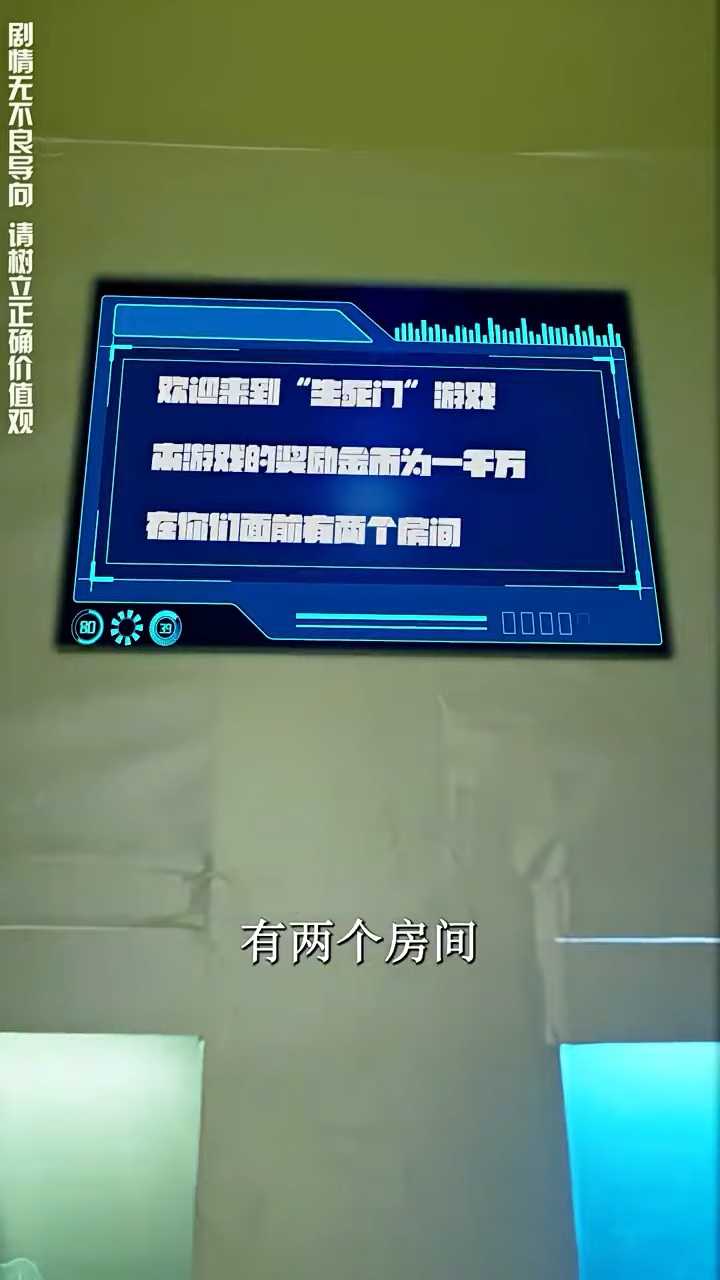 剧情无不良导向 请树立正确价值观
欢迎来到“生死门”游戏
本游戏的奖励金币为一千万
在你们面前有两个房间
80
39
有两个房间